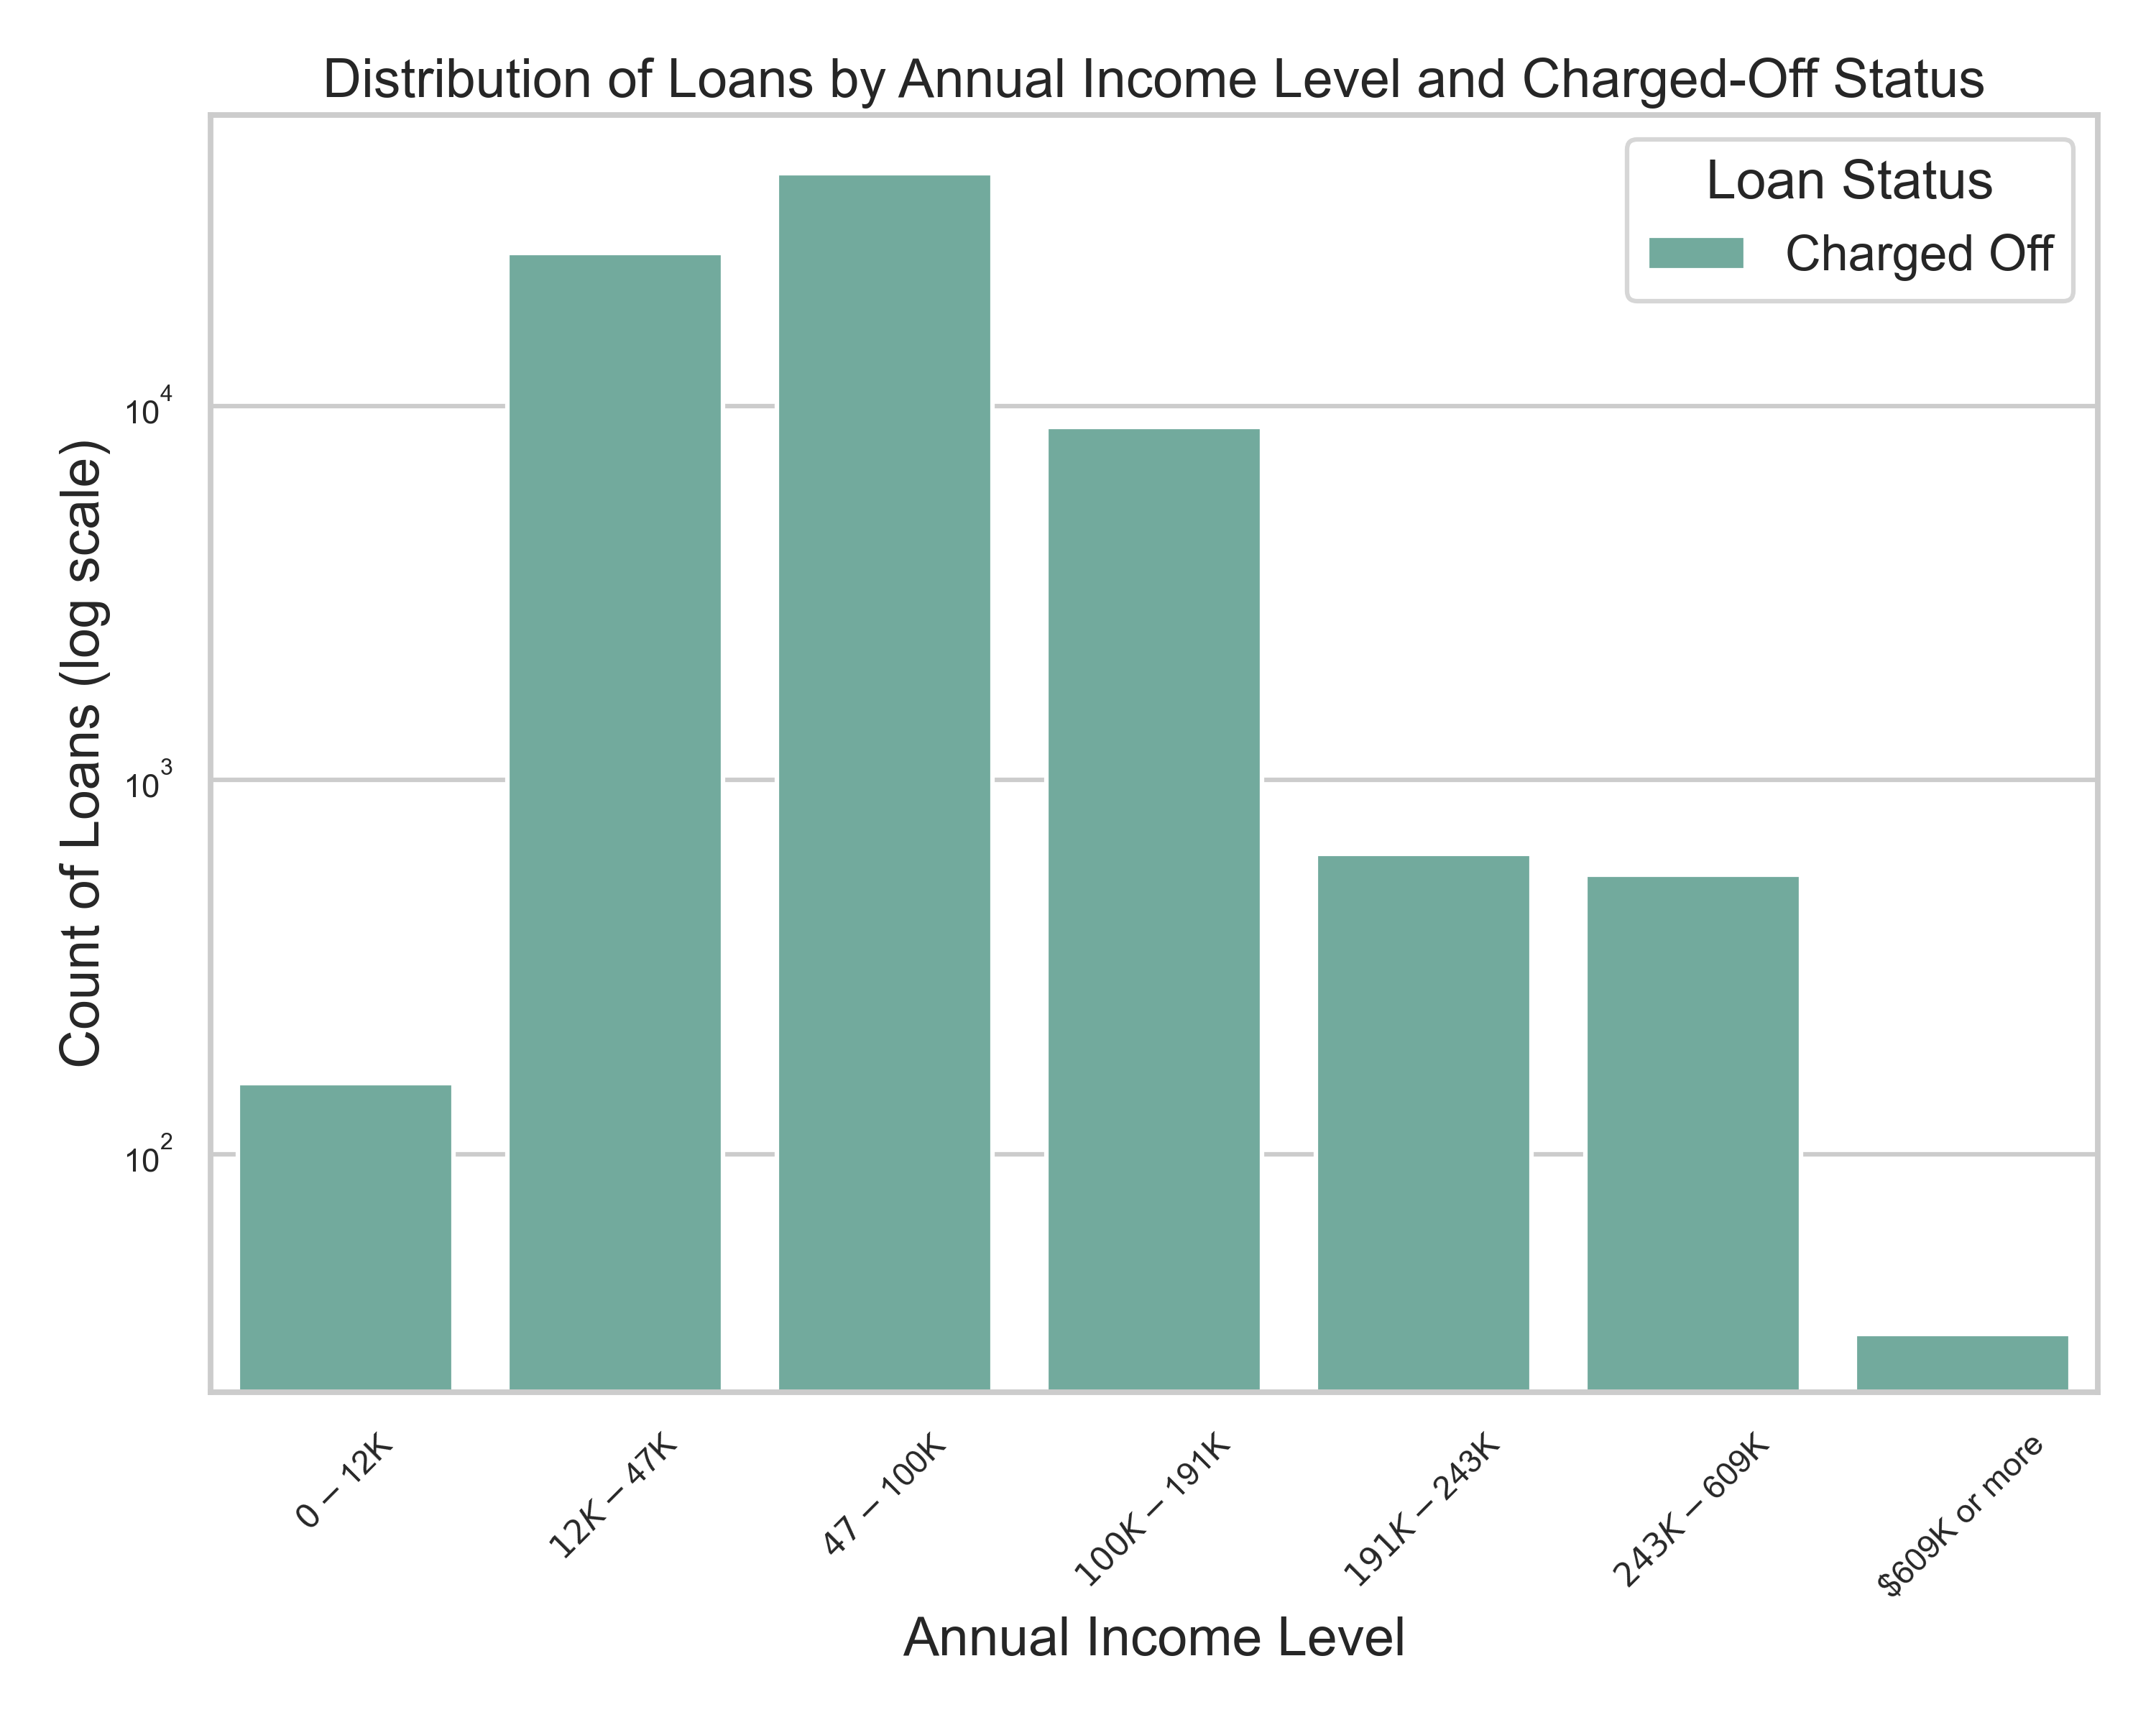 Distribution of Loans by Annual Income Level and Charged-Off Status
Loan Status
Charged Off
Count of Loans (log scale)
10⁴
10³
10²
0 − 12K
12K − 47K
47 − 100K
100K − 191K
191K − 243K
243K − 609K
$609K or more
Annual Income Level